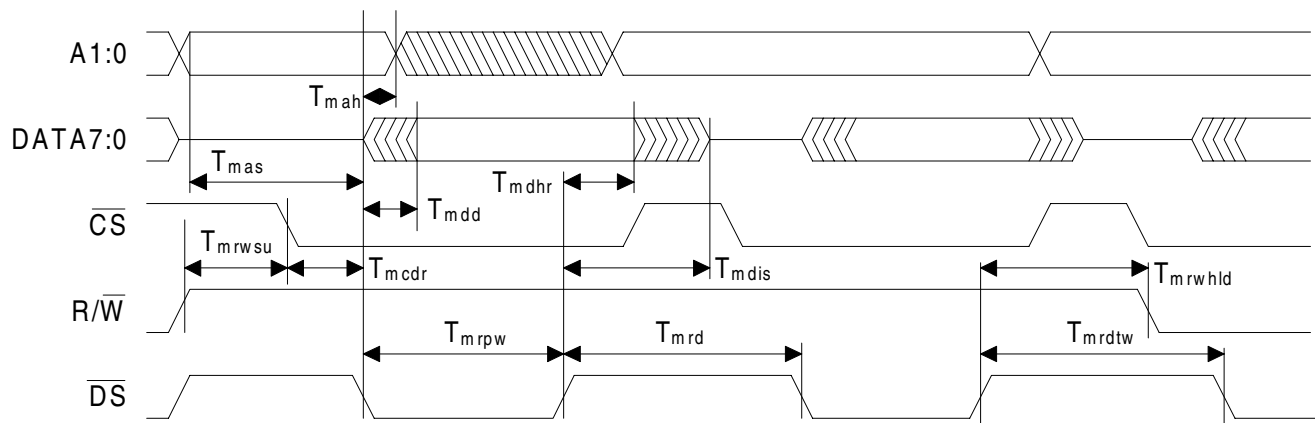 A1:0
Tmah
DATA7:0
Tmas
Tmdhr
Tmdd
CS
Tmrwsu
Tmcdr
Tmdis
Tmrwhld
R/W
Tmrpw
Tmrd
Tmrdtw
DS